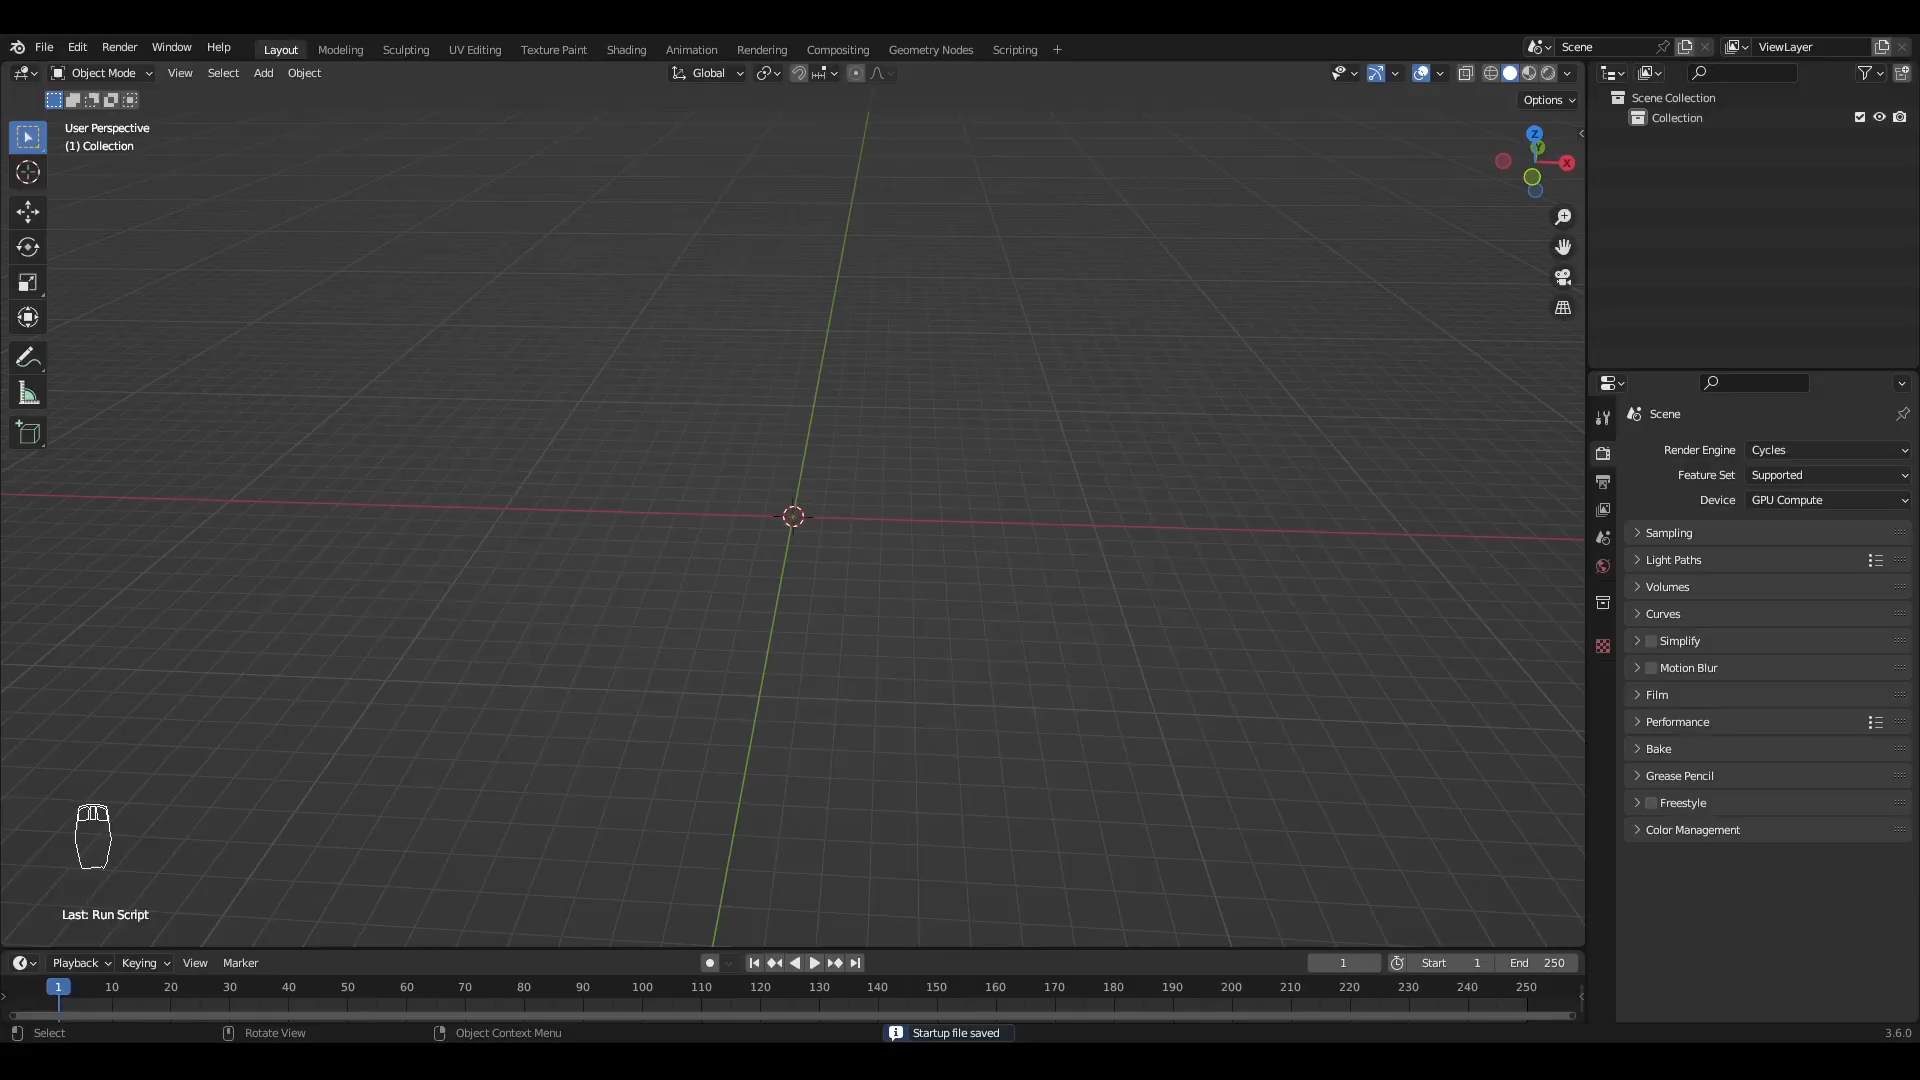 File Edit Render Window Help Layout Modeling Sculpting UV Editing Texture Paint Shading Animation Rendering Compositing Geometry Nodes Scripting + Scene ViewLayer
Object Mode View Select Add Object Global
Options
User Perspective
(1) Collection
Z
Y
X
Scene Collection
Collection
Scene
Render Engine Cycles
Feature Set Supported
Device GPU Compute
Sampling
Light Paths
Volumes
Curves
Simplify
Motion Blur
Film
Performance
Bake
Grease Pencil
Freestyle
Color Management
Last: Run Script
Playback Keying View Marker 1 Start 1 End 250
1 10 20 30 40 50 60 70 80 90 100 110 120 130 140 150 160 170 180 190 200 210 220 230 240 250
Select Rotate View Object Context Menu Startup file saved 3.6.0